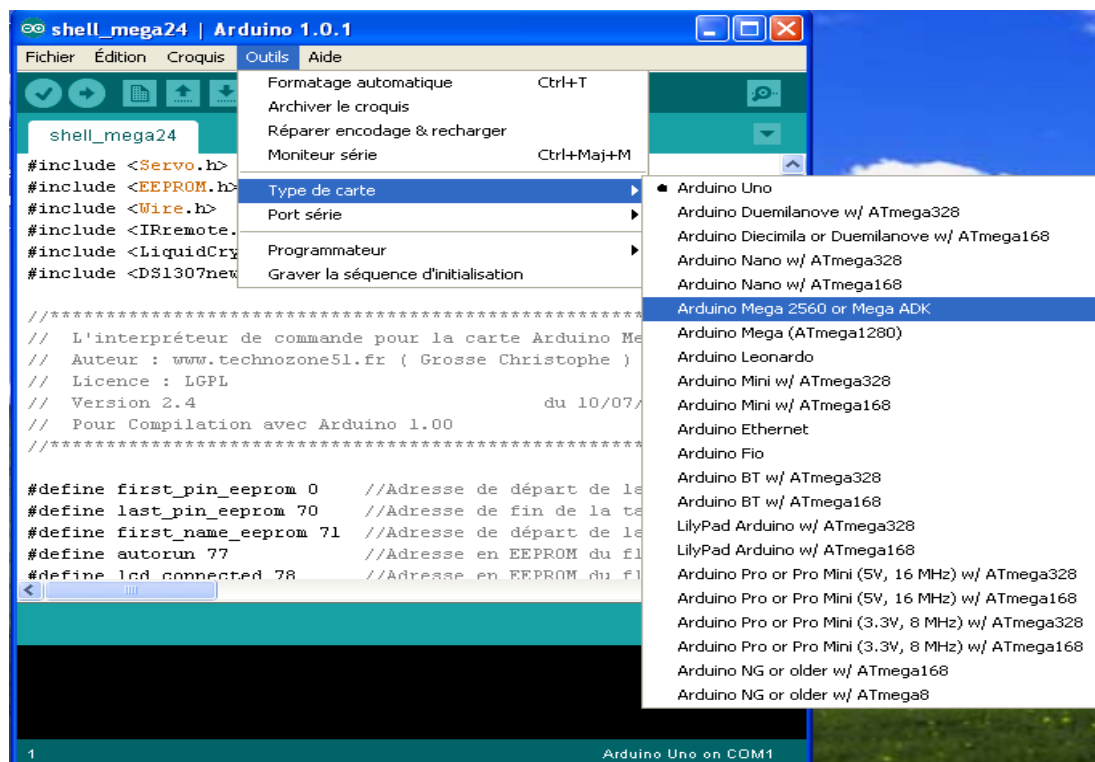 shell_mega24 | Arduino 1.0.1
Fichier Édition Croquis Outils Aide
Formatage automatique Ctrl+T
Archiver le croquis
Réparer encodage & recharger
Moniteur série Ctrl+Maj+M
Type de carte
Port série
Programmateur
Graver la séquence d'initialisation
Arduino Uno
Arduino Duemilanove w/ ATmega328
Arduino Diecimila or Duemilanove w/ ATmega168
Arduino Nano w/ ATmega328
Arduino Nano w/ ATmega168
Arduino Mega 2560 or Mega ADK
Arduino Mega (ATmega1280)
Arduino Leonardo
Arduino Mini w/ ATmega328
Arduino Mini w/ ATmega168
Arduino Ethernet
Arduino Fio
Arduino BT w/ ATmega328
Arduino BT w/ ATmega168
LilyPad Arduino w/ ATmega328
LilyPad Arduino w/ ATmega168
Arduino Pro or Pro Mini (5V, 16 MHz) w/ ATmega328
Arduino Pro or Pro Mini (5V, 16 MHz) w/ ATmega168
Arduino Pro or Pro Mini (3.3V, 8 MHz) w/ ATmega328
Arduino Pro or Pro Mini (3.3V, 8 MHz) w/ ATmega168
Arduino NG or older w/ ATmega168
Arduino NG or older w/ ATmega8
shell_mega24
#include <Servo.h>
#include <EEPROM.h>
#include <Wire.h>
#include <IRremote.
#include <LiquidCry
#include <DS1307new
//*****************************************************
// L'interpréteur de commande pour la carte Arduino Me
// Auteur : www.technozone51.fr ( Grosse Christophe )
// Licence : LGPL
// Version 2.4 du 10/07/
// Pour Compilation avec Arduino 1.00
//*****************************************************
#define first_pin_eeprom 0 //Adresse de départ de la
#define last_pin_eeprom 70 //Adresse de fin de la ta
#define first_name_eeprom 71 //Adresse de départ de la
#define autorun 77 //Adresse en EEPROM du fl
#define lcd_connected 78 //Adresse en EEPROM du fl
1 Arduino Uno on COM1